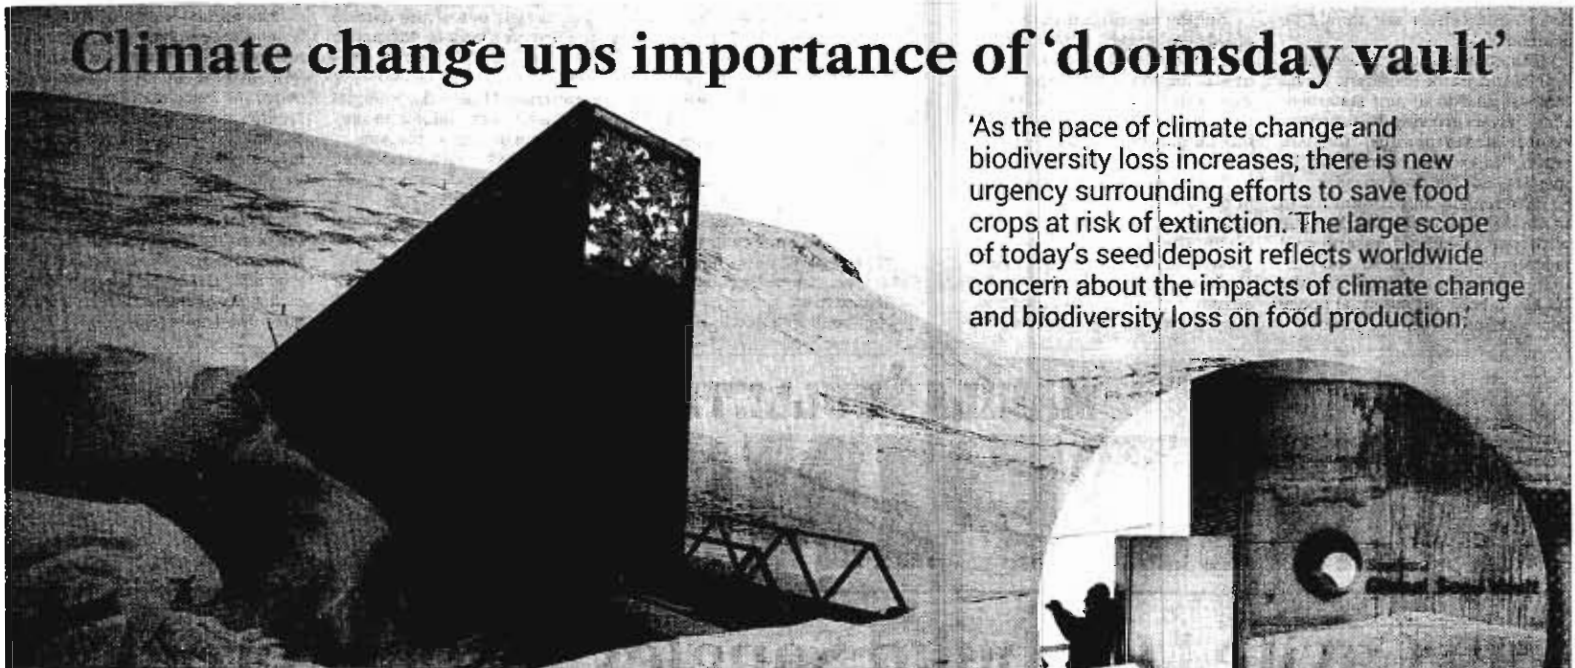 Climate change ups importance of ‘doomsday vault’
‘As the pace of climate change and
biodiversity loss increases, there is new
urgency surrounding efforts to save food
crops at risk of extinction. The large scope
of today's seed deposit reflects worldwide
concern about the impacts of climate change
and biodiversity loss on food production.’
Global Seed Vault